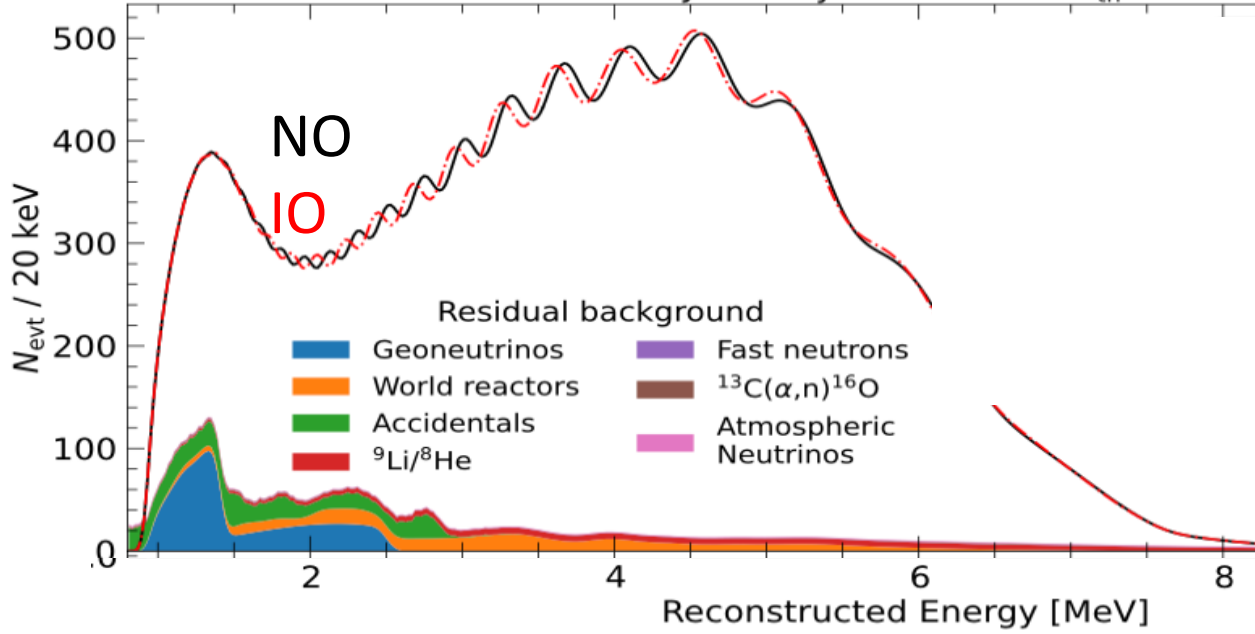 500
400
300
200
100
0
N_evt / 20 keV
NO
IO
Residual background
Geoneutrinos
World reactors
Accidentals
⁹Li/⁸He
Fast neutrons
¹³C(α,n)¹⁶O
Atmospheric
Neutrinos
2
4
6
8
Reconstructed Energy [MeV]